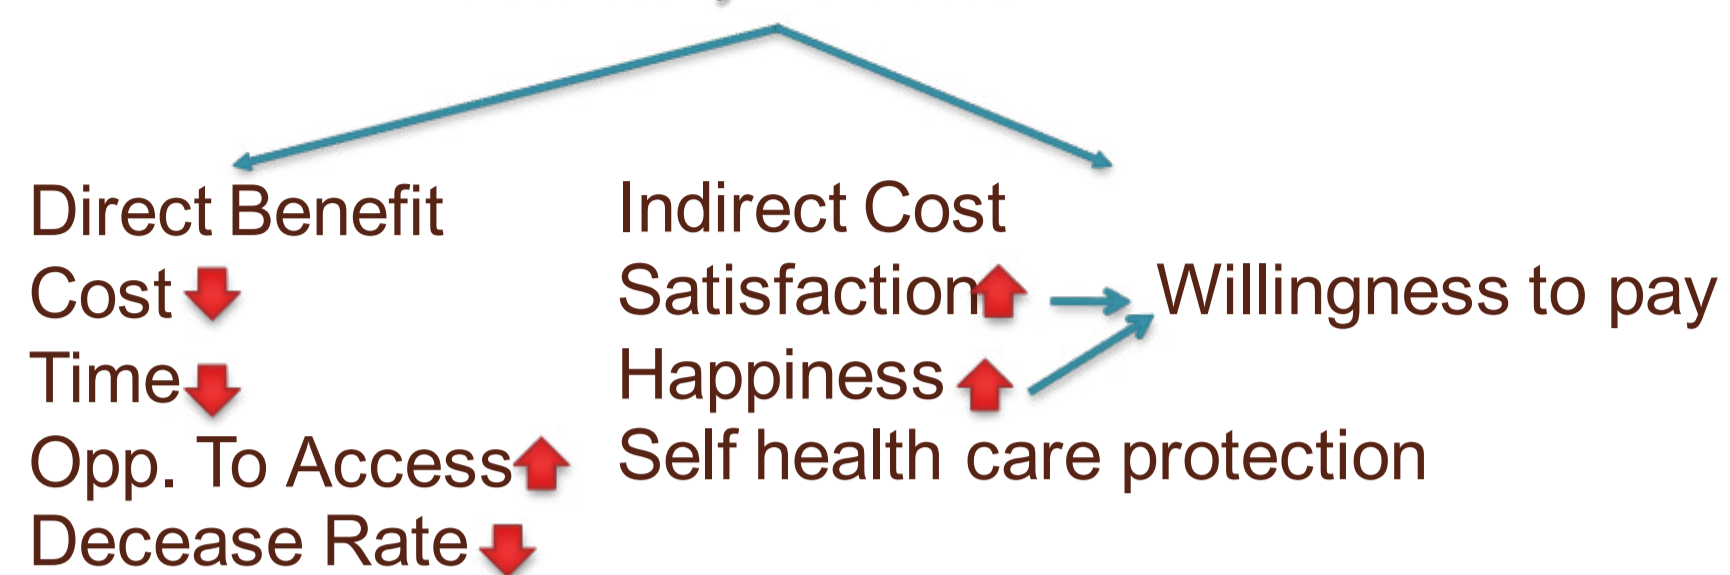 Direct Benefit
Cost
Time
Opp. To Access
Decease Rate
Indirect Cost
Satisfaction
Happiness
Self health care protection
Willingness to pay